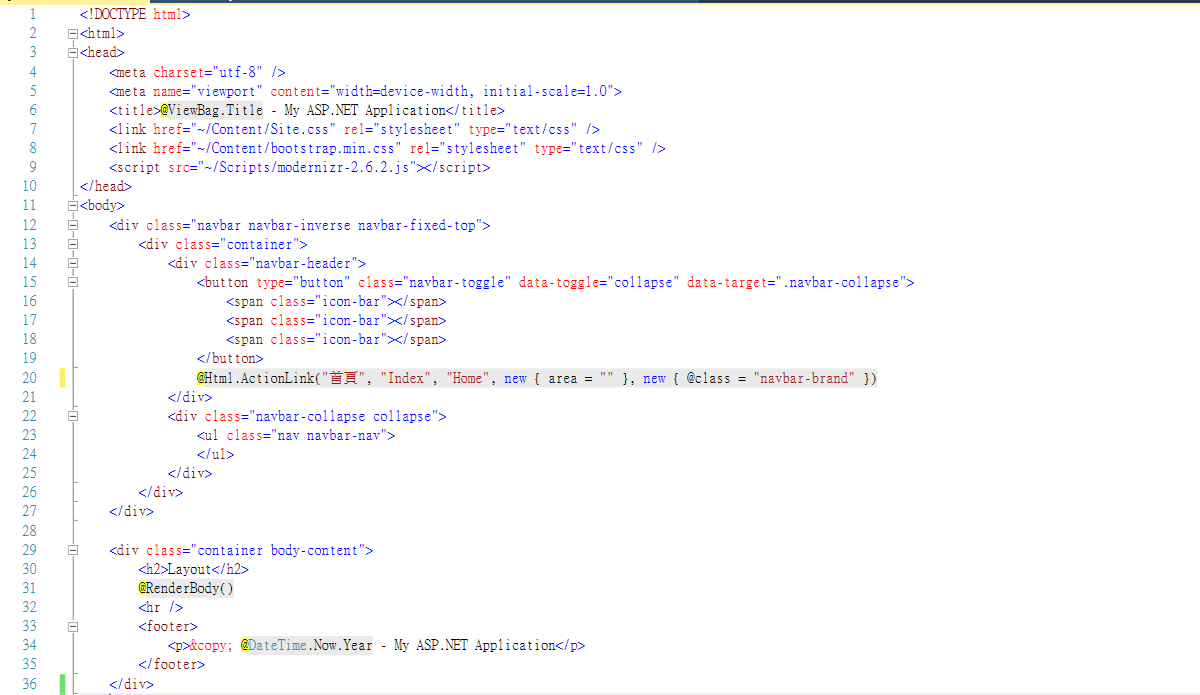 1 <!DOCTYPE html>
2 <html>
3 <head>
4 <meta charset="utf-8" />
5 <meta name="viewport" content="width=device-width, initial-scale=1.0">
6 <title>@ViewBag.Title - My ASP.NET Application</title>
7 <link href="~/Content/Site.css" rel="stylesheet" type="text/css" />
8 <link href="~/Content/bootstrap.min.css" rel="stylesheet" type="text/css" />
9 <script src="~/Scripts/modernizr-2.6.2.js"></script>
10 </head>
11 <body>
12 <div class="navbar navbar-inverse navbar-fixed-top">
13 <div class="container">
14 <div class="navbar-header">
15 <button type="button" class="navbar-toggle" data-toggle="collapse" data-target=".navbar-collapse">
16 <span class="icon-bar"></span>
17 <span class="icon-bar"></span>
18 <span class="icon-bar"></span>
19 </button>
20 @Html.ActionLink("首頁", "Index", "Home", new { area = "" }, new { @class = "navbar-brand" })
21 </div>
22 <div class="navbar-collapse collapse">
23 <ul class="nav navbar-nav">
24 </ul>
25 </div>
26 </div>
27 </div>
28
29 <div class="container body-content">
30 <h2>Layout</h2>
31 @RenderBody()
32 <hr />
33 <footer>
34 <p>&copy; @DateTime.Now.Year - My ASP.NET Application</p>
35 </footer>
36 </div>